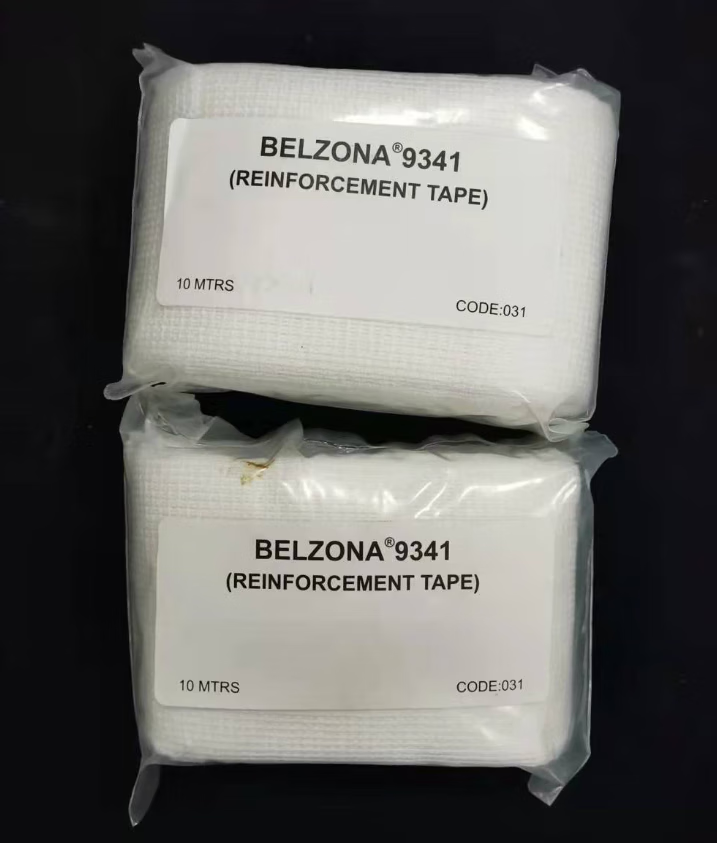 BELZONA®9341
(REINFORCEMENT TAPE)
10 MTRS
CODE:031
BELZONA®9341
(REINFORCEMENT TAPE)
10 MTRS
CODE:031